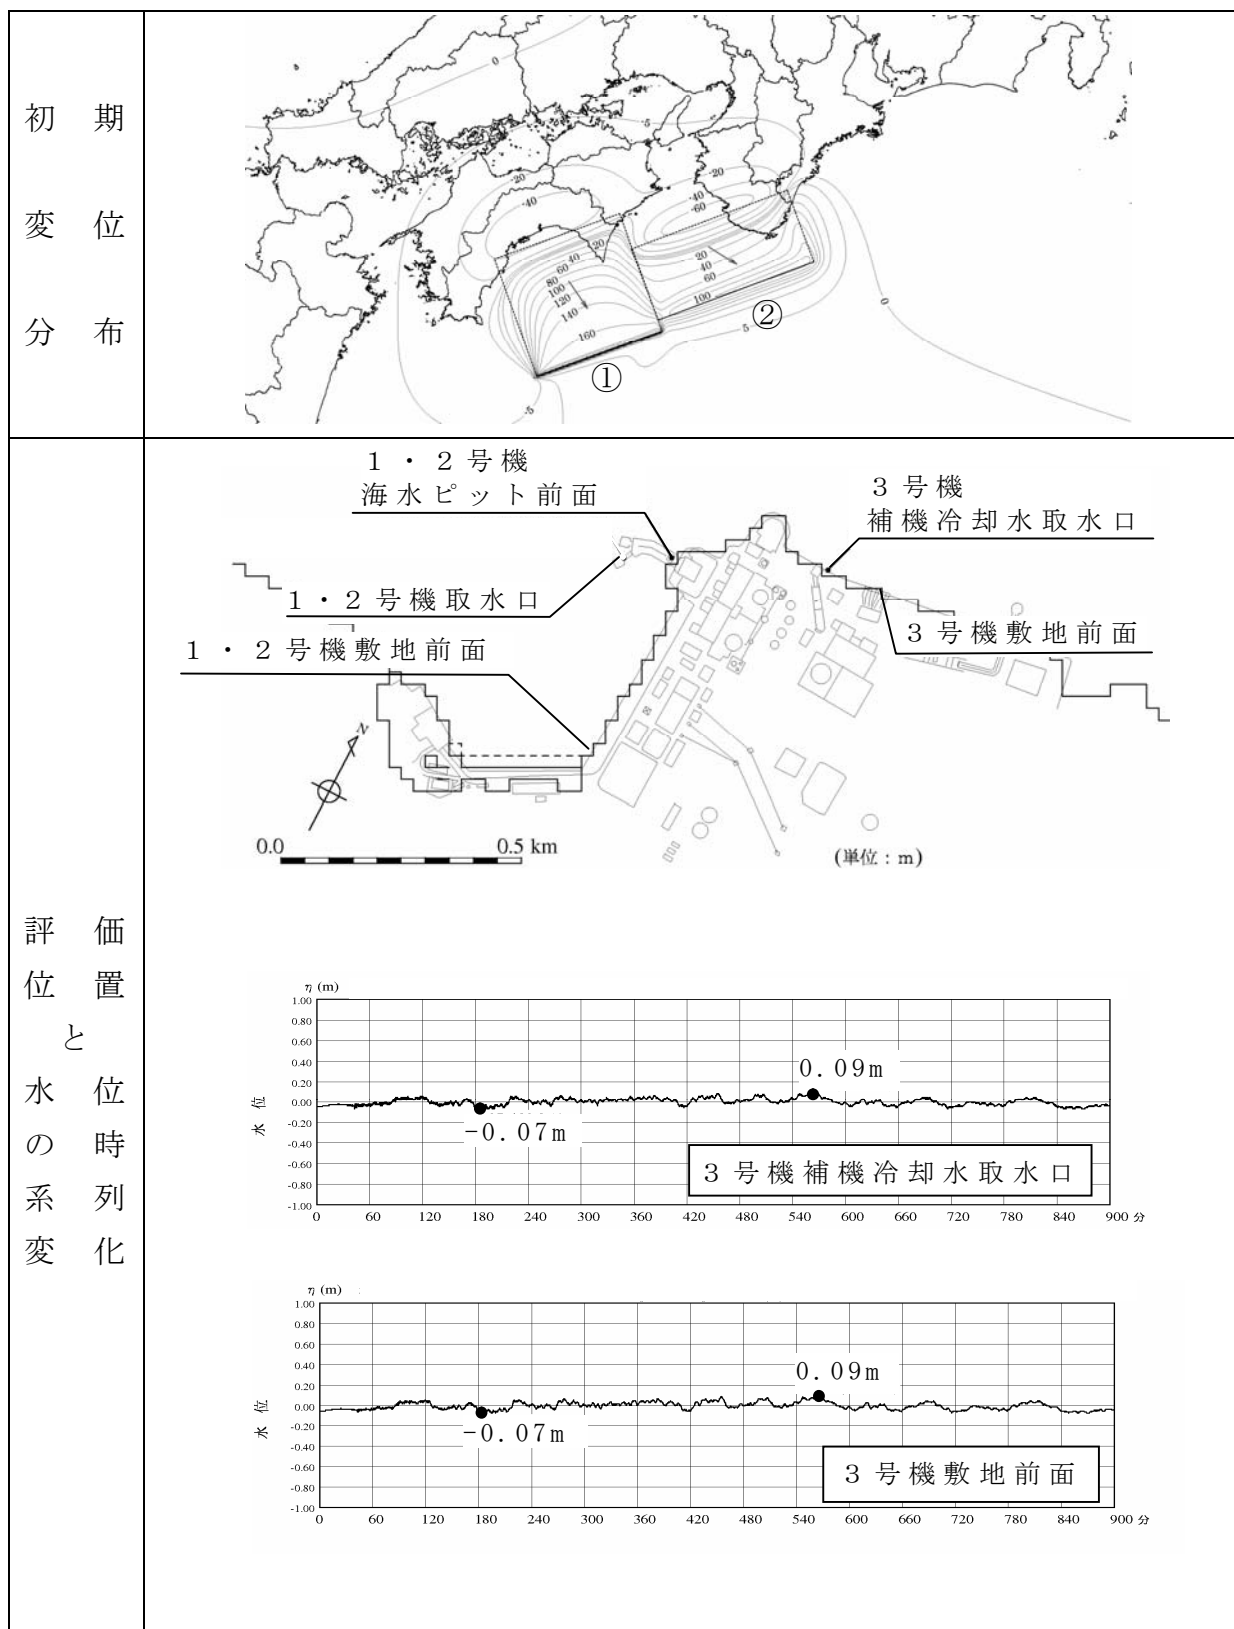 初期
変位
分布
0
-5
-20
-20
-40
-40
-60
20
40
60
80
100
120
140
160
20
40
60
100
5
0
-5
①
②
評価
位置
と
水位
の時
系列
変化
１・２号機
海水ピット前面
３号機
補機冷却水取水口
１・２号機取水口
３号機敷地前面
１・２号機敷地前面
N
0.0 0.5 km
(単位：m)
η (m)
1.00
0.80
0.60
0.40
0.20
0.00
-0.20
-0.40
-0.60
-0.80
-1.00
水位
0.09m
-0.07m
３号機補機冷却水取水口
0 60 120 180 240 300 360 420 480 540 600 660 720 780 840 900 分
η (m)
1.00
0.80
0.60
0.40
0.20
0.00
-0.20
-0.40
-0.60
-0.80
-1.00
水位
0.09m
-0.07m
３号機敷地前面
0 60 120 180 240 300 360 420 480 540 600 660 720 780 840 900 分